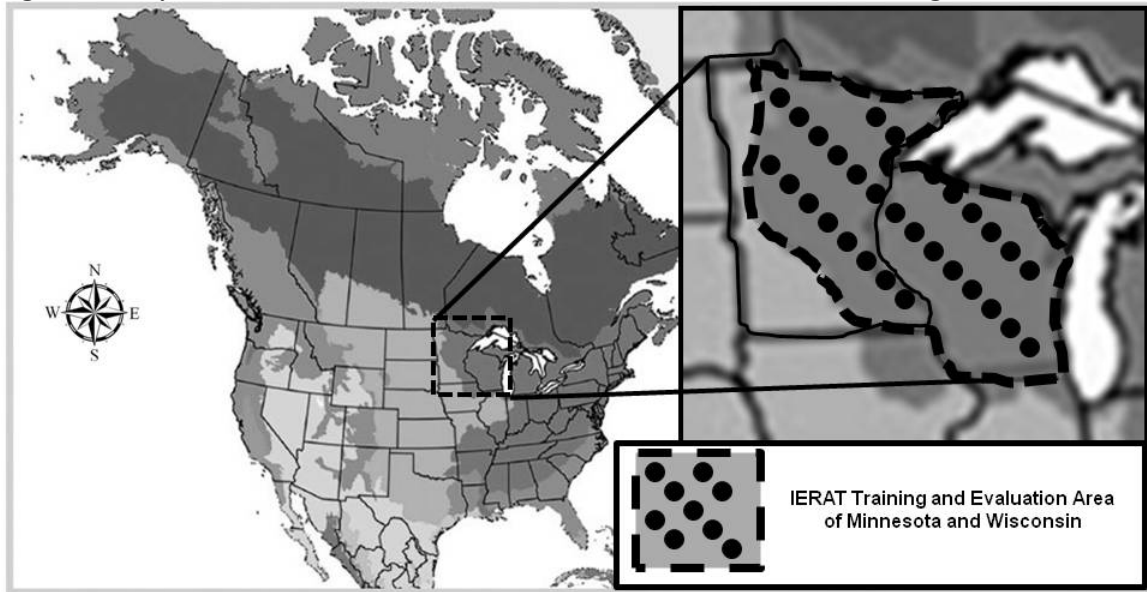 N
W E
S
IERAT Training and Evaluation Area
of Minnesota and Wisconsin